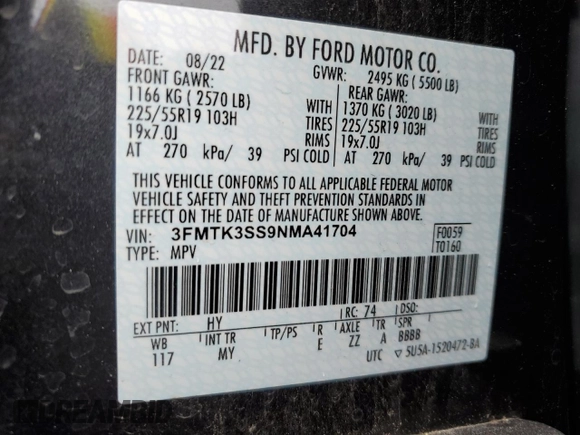 MFD. BY FORD MOTOR CO.
DATE: 08/22 GVWR: 2495 KG ( 5500 LB)
FRONT GAWR: REAR GAWR:
1166 KG ( 2570 LB) WITH 1370 KG ( 3020 LB) WITH
225/55R19 103H TIRES 225/55R19 103H TIRES
19x7.0J RIMS 19x7.0J RIMS
AT 270 kPa/ 39 PSI COLD AT 270 kPa/ 39 PSI COLD
THIS VEHICLE CONFORMS TO ALL APPLICABLE FEDERAL MOTOR
VEHICLE SAFETY AND THEFT PREVENTION STANDARDS IN
EFFECT ON THE DATE OF MANUFACTURE SHOWN ABOVE.
VIN: 3FMTK3SS9NMA41704 F0059
TYPE: MPV T0160
EXT PNT: HY RC: 74 DSO:
WB INT TR TP/PS R AXLE TR SPR
117 MY E ZZ A BBBB
UTC 5U5A-1520472-BA